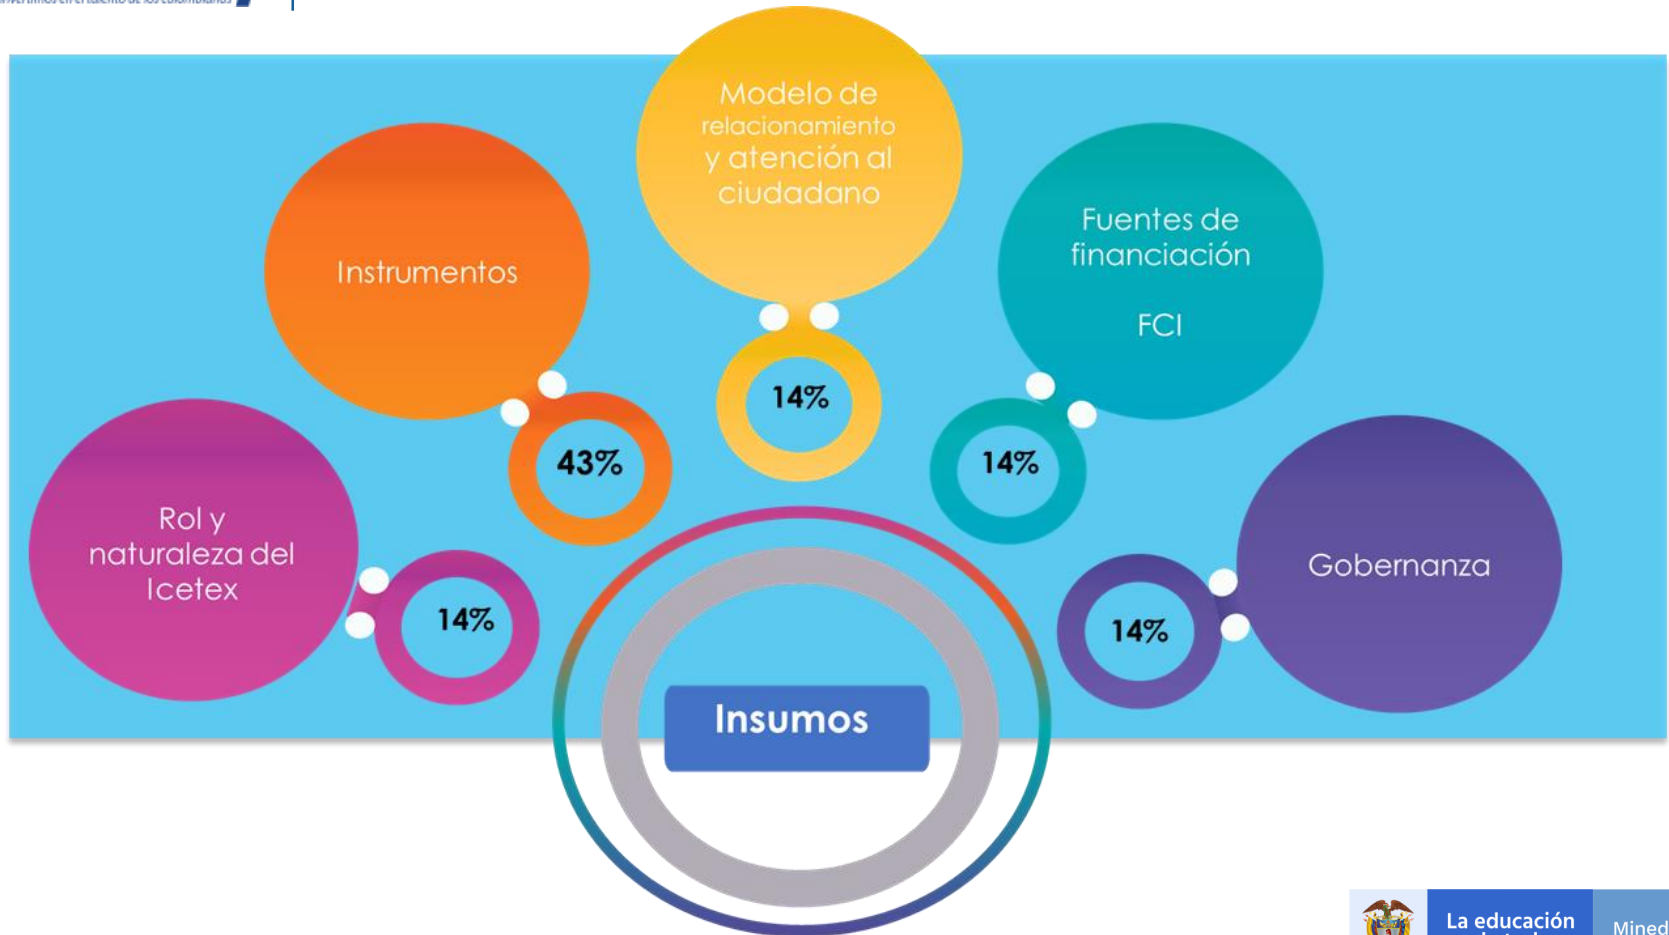 Modelo de
relacionamiento
y atención al
ciudadano
Instrumentos
Fuentes de
financiación
FCI
14%
43%
14%
Rol y
naturaleza del
Icetex
14%
Gobernanza
14%
Insumos
La educación